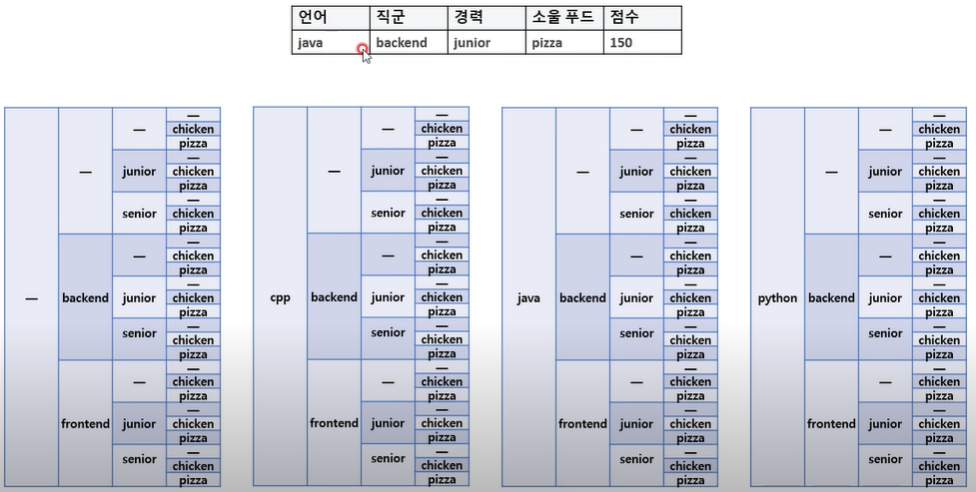 언어 직군 경력 소울 푸드 점수
java backend junior pizza 150
—
— chicken
pizza
—
— junior chicken
pizza
—
senior chicken
pizza
—
— chicken
pizza
—
— backend junior chicken
pizza
—
senior chicken
pizza
—
— chicken
pizza
—
frontend junior chicken
pizza
—
senior chicken
pizza
—
— chicken
pizza
—
— junior chicken
pizza
—
senior chicken
pizza
—
— chicken
pizza
—
cpp backend junior chicken
pizza
—
senior chicken
pizza
—
— chicken
pizza
—
frontend junior chicken
pizza
—
senior chicken
pizza
—
— chicken
pizza
—
— junior chicken
pizza
—
senior chicken
pizza
—
— chicken
pizza
—
java backend junior chicken
pizza
—
senior chicken
pizza
—
— chicken
pizza
—
frontend junior chicken
pizza
—
senior chicken
pizza
—
— chicken
pizza
—
— junior chicken
pizza
—
senior chicken
pizza
—
— chicken
pizza
—
python backend junior chicken
pizza
—
senior chicken
pizza
—
— chicken
pizza
—
frontend junior chicken
pizza
—
senior chicken
pizza